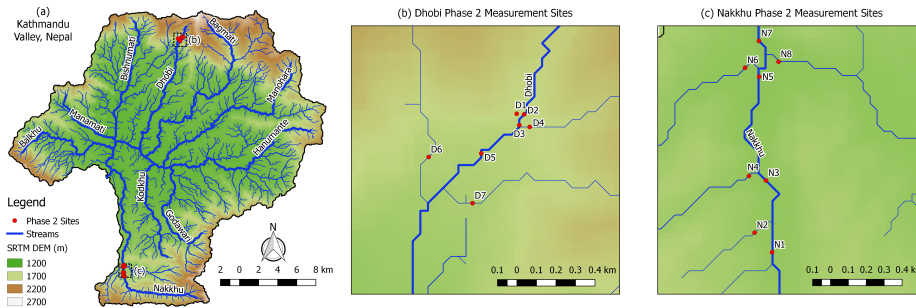 (a)
Kathmandu
Valley, Nepal
Bishnumati
Dhobi
Bagmati
(b)
Manohara
Manamati
Balkhu
Hanumante
Kodkhu
Godawari
(c)
Nakkhu
Legend
Phase 2 Sites
Streams
SRTM DEM (m)
1200
1700
2200
2700
N
2 0 2 4 6 8 km
(b) Dhobi Phase 2 Measurement Sites
Dhobi
D1
D2
D3
D4
D5
D6
D7
0.1 0 0.1 0.2 0.3 0.4 km
(c) Nakkhu Phase 2 Measurement Sites
N7
N6
N8
N5
Nakkhu
N4
N3
N2
N1
0.1 0 0.1 0.2 0.3 0.4 km